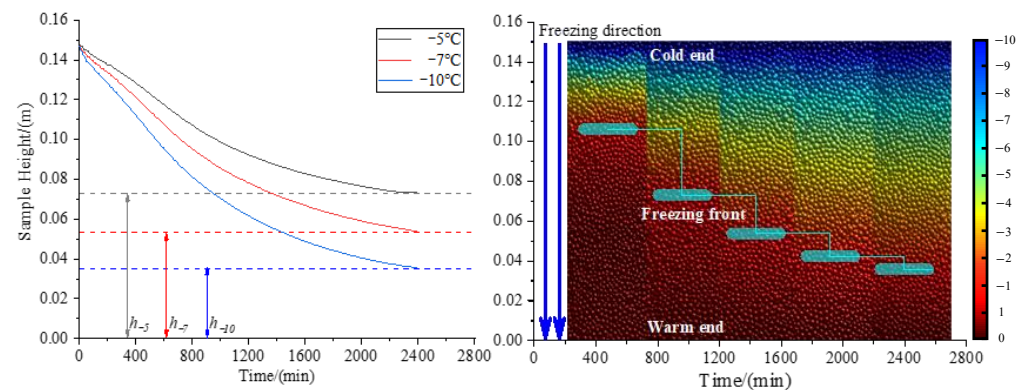 0.16
0.14
0.12
0.10
0.08
0.06
0.04
0.02
0.00
Sample Height/(m)
−5℃
−7℃
−10℃
h−5
h−7
h−10
0 400 800 1200 1600 2000 2400 2800
Time/(min)
0.16
0.14
0.12
0.10
0.08
0.06
0.04
0.02
0.00
Freezing direction
Cold end
Freezing front
Warm end
0 400 800 1200 1600 2000 2400 2800
Time/(min)
−10
−9
−8
−7
−6
−5
−4
−3
−2
−1
0